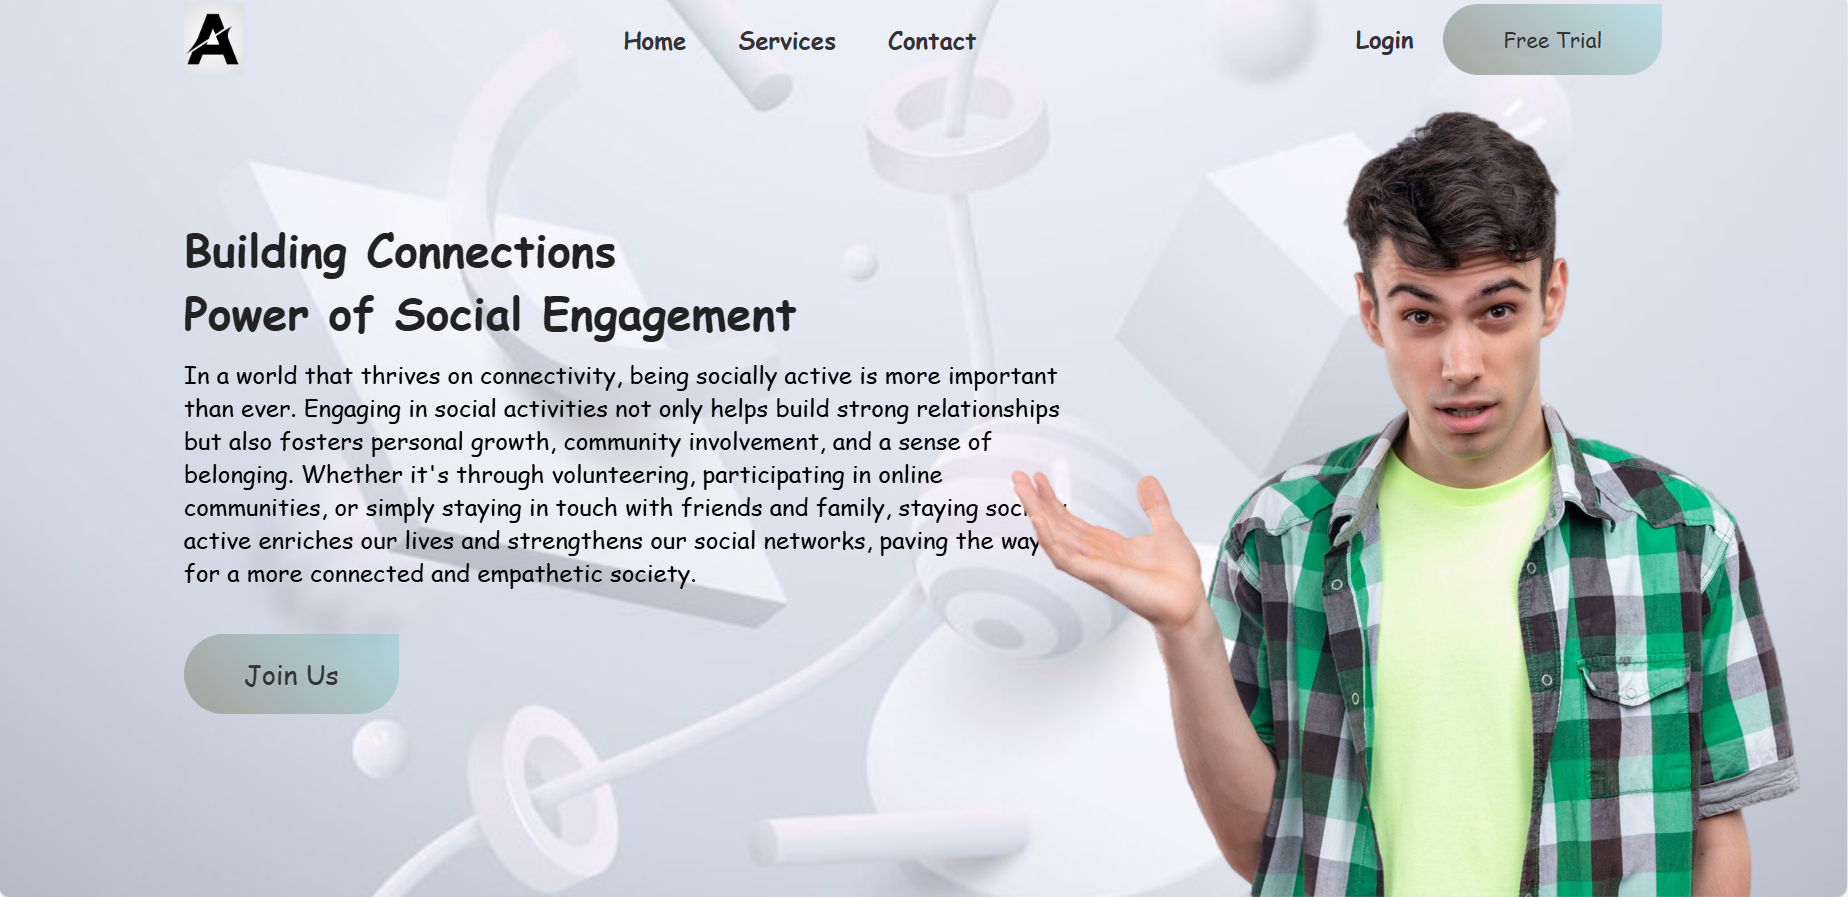 A
Home Services Contact
Login Free Trial
Building Connections
Power of Social Engagement
In a world that thrives on connectivity, being socially active is more important
than ever. Engaging in social activities not only helps build strong relationships
but also fosters personal growth, community involvement, and a sense of
belonging. Whether it's through volunteering, participating in online
communities, or simply staying in touch with friends and family, staying
active enriches our lives and strengthens our social networks, paving the way
for a more connected and empathetic society.
Join Us